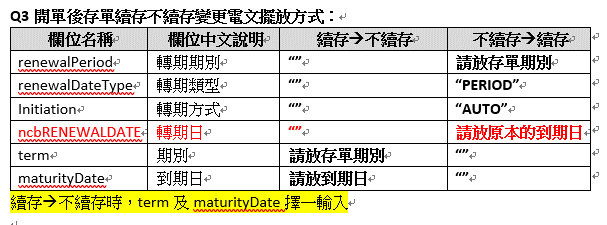 Q3 開單後存單續存不續存變更電文擺放方式：
欄位名稱 欄位中文說明 續存→不續存 不續存→續存
renewalPeriod 轉期期別 “” 請放存單期別
renewalDateType 轉期類型 “” “PERIOD”
Initiation 轉期方式 “” “AUTO”
ncbRENEWALDATE 轉期日 “” 請放原本的到期日
term 期別 請放存單期別 “”
maturityDate 到期日 請放到期日 “”
續存→不續存時，term 及 maturityDate 擇一輸入